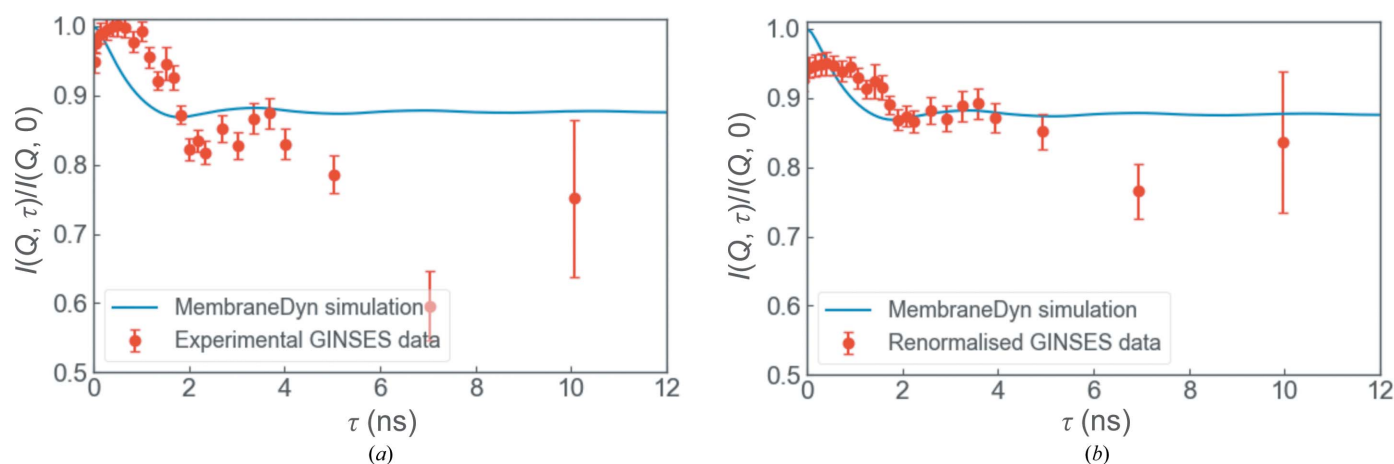 1.0
0.9
0.8
0.7
0.6
0.5
I(Q, τ)/I(Q, 0)
MembraneDyn simulation
Experimental GINSES data
0 2 4 6 8 10 12
τ (ns)
(a)
1.0
0.9
0.8
0.7
0.6
0.5
I(Q, τ)/I(Q, 0)
MembraneDyn simulation
Renormalised GINSES data
0 2 4 6 8 10 12
τ (ns)
(b)